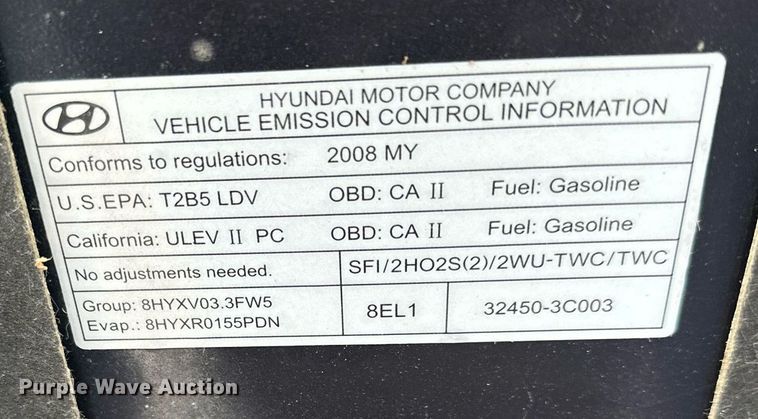 HYUNDAI MOTOR COMPANY
VEHICLE EMISSION CONTROL INFORMATION
Conforms to regulations: 2008 MY
U.S.EPA: T2B5 LDV OBD: CA II Fuel: Gasoline
California: ULEV II PC OBD: CA II Fuel: Gasoline
No adjustments needed. SFI/2HO2S(2)/2WU-TWC/TWC
Group: 8HYXV03.3FW5
Evap.: 8HYXR0155PDN
8EL1 32450-3C003
Purple Wave Auction